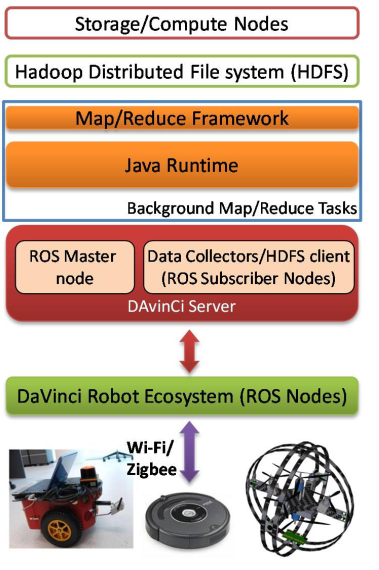 Storage/Compute Nodes
Hadoop Distributed File system (HDFS)
Map/Reduce Framework
Java Runtime
Background Map/Reduce Tasks
ROS Master
node
Data Collectors/HDFS client
(ROS Subscriber Nodes)
DAvinCi Server
DaVinci Robot Ecosystem (ROS Nodes)
Wi-Fi/
Zigbee